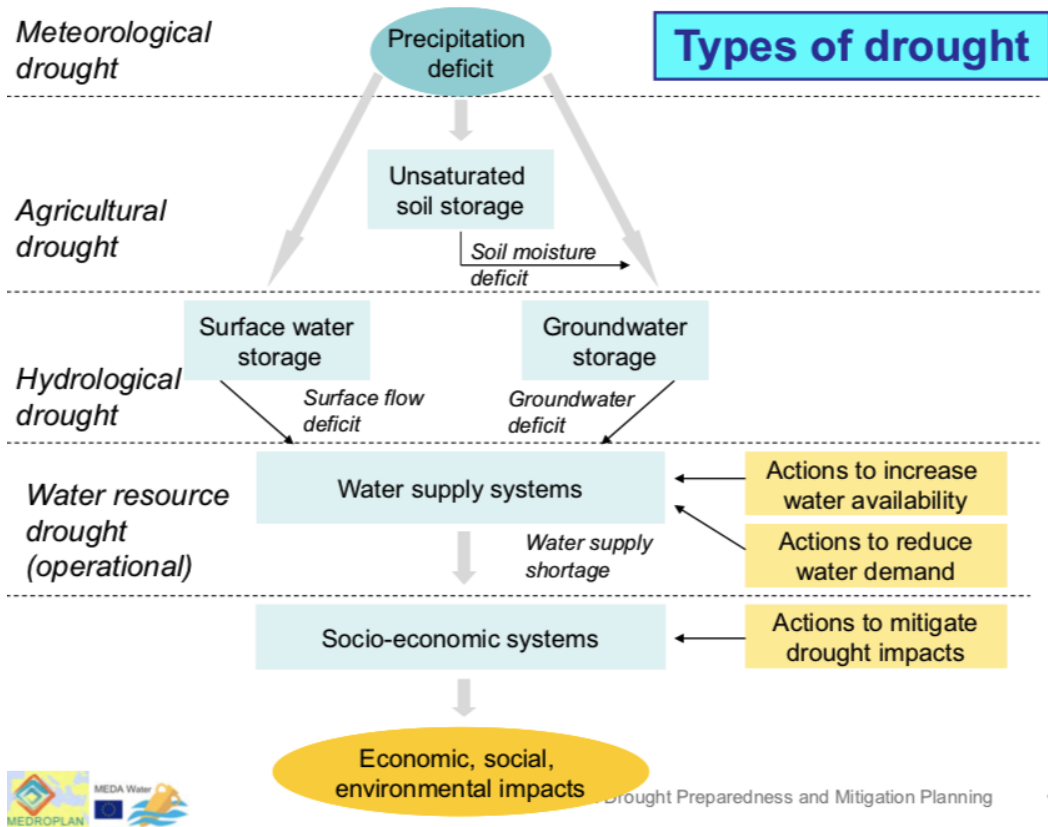 Types of drought
Meteorological
drought
Precipitation
deficit
Agricultural
drought
Unsaturated
soil storage
Soil moisture
deficit
Hydrological
drought
Surface water
storage
Groundwater
storage
Surface flow
deficit
Groundwater
deficit
Water resource
drought
(operational)
Water supply systems
Actions to increase
water availability
Actions to reduce
water demand
Water supply
shortage
Socio-economic systems
Actions to mitigate
drought impacts
Economic, social,
environmental impacts
MEDROPLAN
MEDA Water
Drought Preparedness and Mitigation Planning